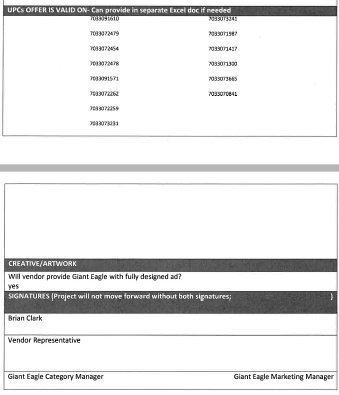 UPCs OFFER IS VALID ON- Can provide in separate Excel doc if needed
7033091610 7033073241
7033072479 7033071987
7033072454 7033071417
7033072478 7033071300
7033091571 7033073665
7033072262 7033070841
7033072259
7033073231
CREATIVE/ARTWORK
Will vendor provide Giant Eagle with fully designed ad?
yes
SIGNATURES (Project will not move forward without both signatures; )
Brian Clark
Vendor Representative
Giant Eagle Category Manager Giant Eagle Marketing Manager